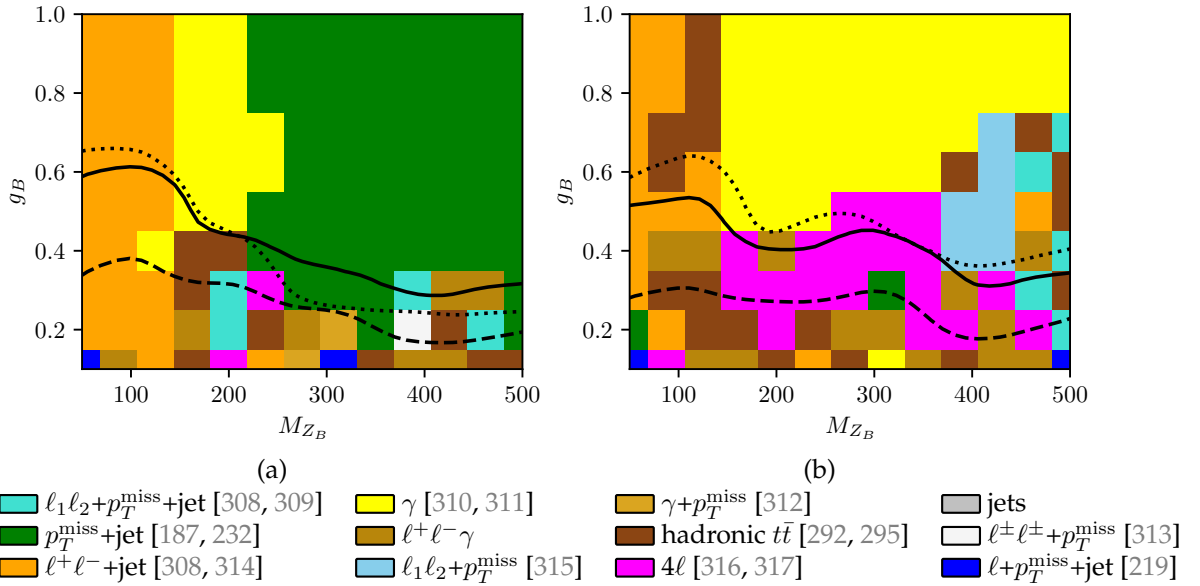 1.0
0.8
0.6
0.4
0.2
g_B
100 200 300 400 500
M_{Z_B}
(a)
1.0
0.8
0.6
0.4
0.2
g_B
100 200 300 400 500
M_{Z_B}
(b)
ℓ₁ℓ₂+p_T^miss+jet [308, 309]
p_T^miss+jet [187, 232]
ℓ⁺ℓ⁻+jet [308, 314]
γ [310, 311]
ℓ⁺ℓ⁻γ
ℓ₁ℓ₂+p_T^miss [315]
γ+p_T^miss [312]
hadronic tt̄ [292, 295]
4ℓ [316, 317]
jets
ℓ^±ℓ^±+p_T^miss [313]
ℓ+p_T^miss+jet [219]